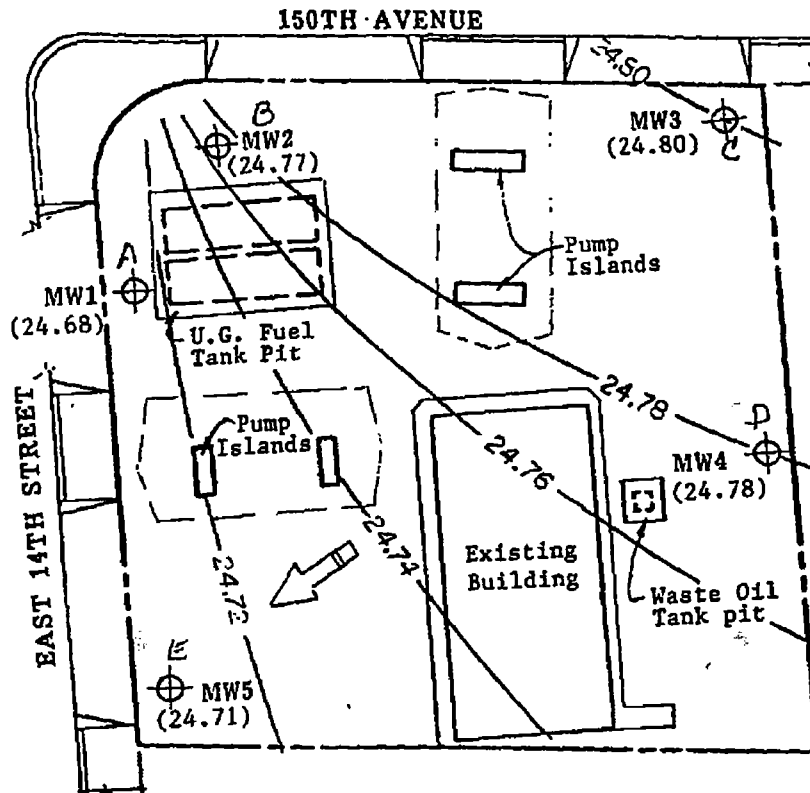 150TH AVENUE
24.80
B
MW2
(24.77)
MW3
(24.80)
C
A
MW1
(24.68)
Pump
Islands
U.G. Fuel
Tank Pit
24.78
EAST 14TH STREET
Pump
Islands
24.76
D
MW4
(24.78)
24.74
24.72
Existing
Building
Waste Oil
Tank pit
E
MW5
(24.71)